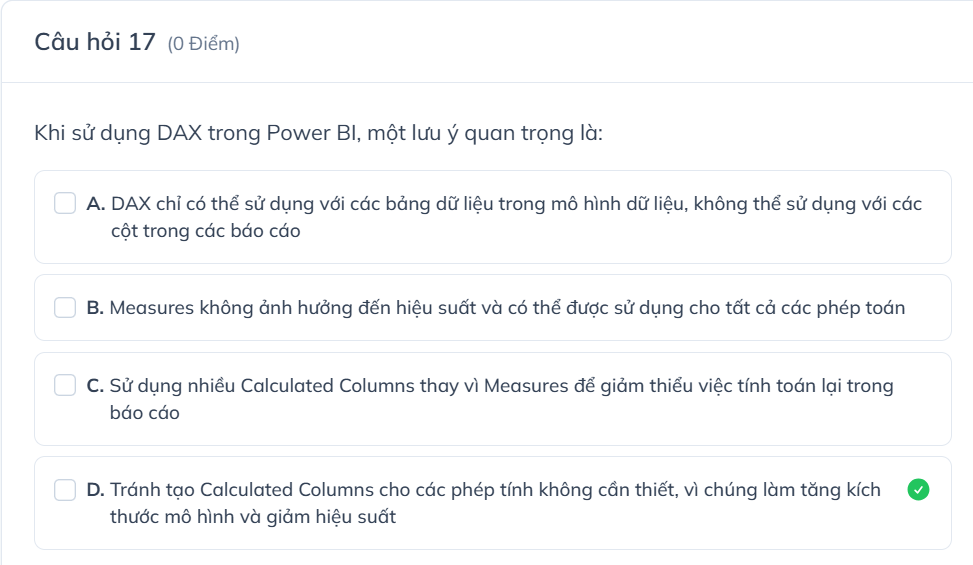 Câu hỏi 17 (0 Điểm)
Khi sử dụng DAX trong Power BI, một lưu ý quan trọng là:
A. DAX chỉ có thể sử dụng với các bảng dữ liệu trong mô hình dữ liệu, không thể sử dụng với các
cột trong các báo cáo
B. Measures không ảnh hưởng đến hiệu suất và có thể được sử dụng cho tất cả các phép toán
C. Sử dụng nhiều Calculated Columns thay vì Measures để giảm thiểu việc tính toán lại trong
báo cáo
D. Tránh tạo Calculated Columns cho các phép tính không cần thiết, vì chúng làm tăng kích
thước mô hình và giảm hiệu suất